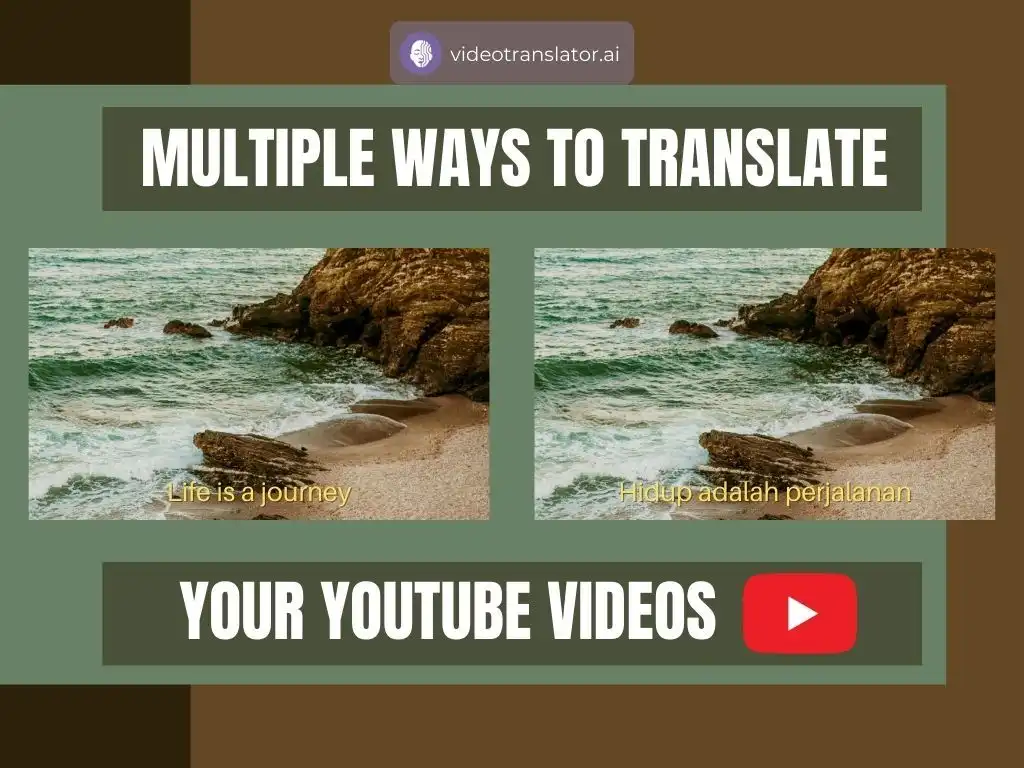 videotranslator.ai
MULTIPLE WAYS TO TRANSLATE
Life is a journey
Hidup adalah perjalanan
YOUR YOUTUBE VIDEOS